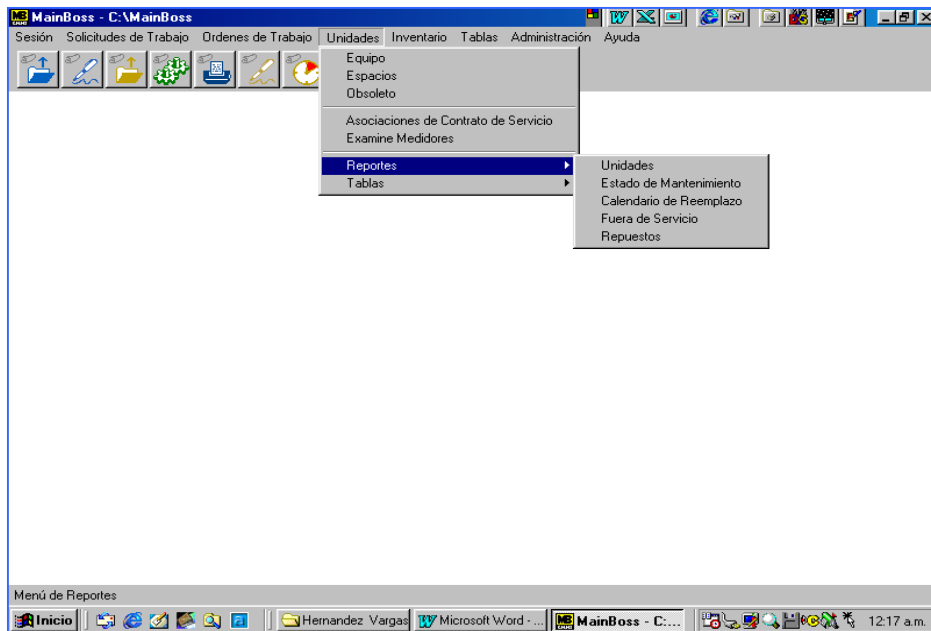 MainBoss - C:\MainBoss
Sesión Solicitudes de Trabajo Ordenes de Trabajo Unidades Inventario Tablas Administración Ayuda
Equipo
Espacios
Obsoleto
Asociaciones de Contrato de Servicio
Examine Medidores
Reportes
Tablas
Unidades
Estado de Mantenimiento
Calendario de Reemplazo
Fuera de Servicio
Repuestos
Menú de Reportes
Inicio Hernandez Vargas Microsoft Word - ... MainBoss - C:... 12:17 a.m.